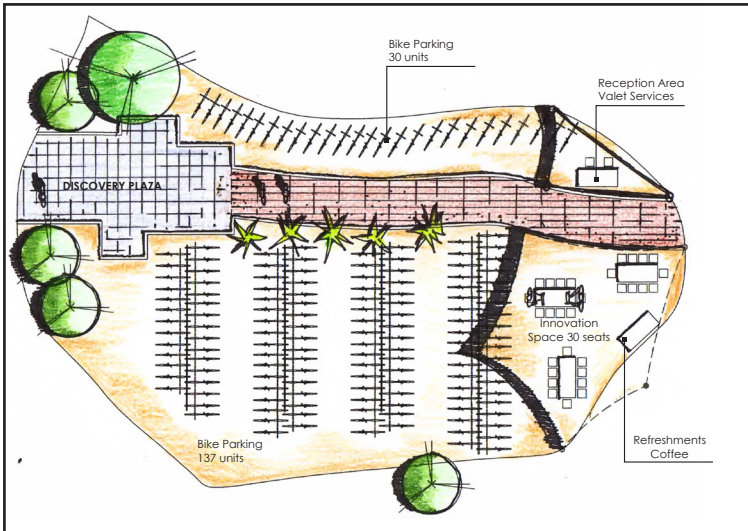 Bike Parking
30 units
Reception Area
Valet Services
DISCOVERY PLAZA
Innovation
Space 30 seats
Bike Parking
137 units
Refreshments
Coffee